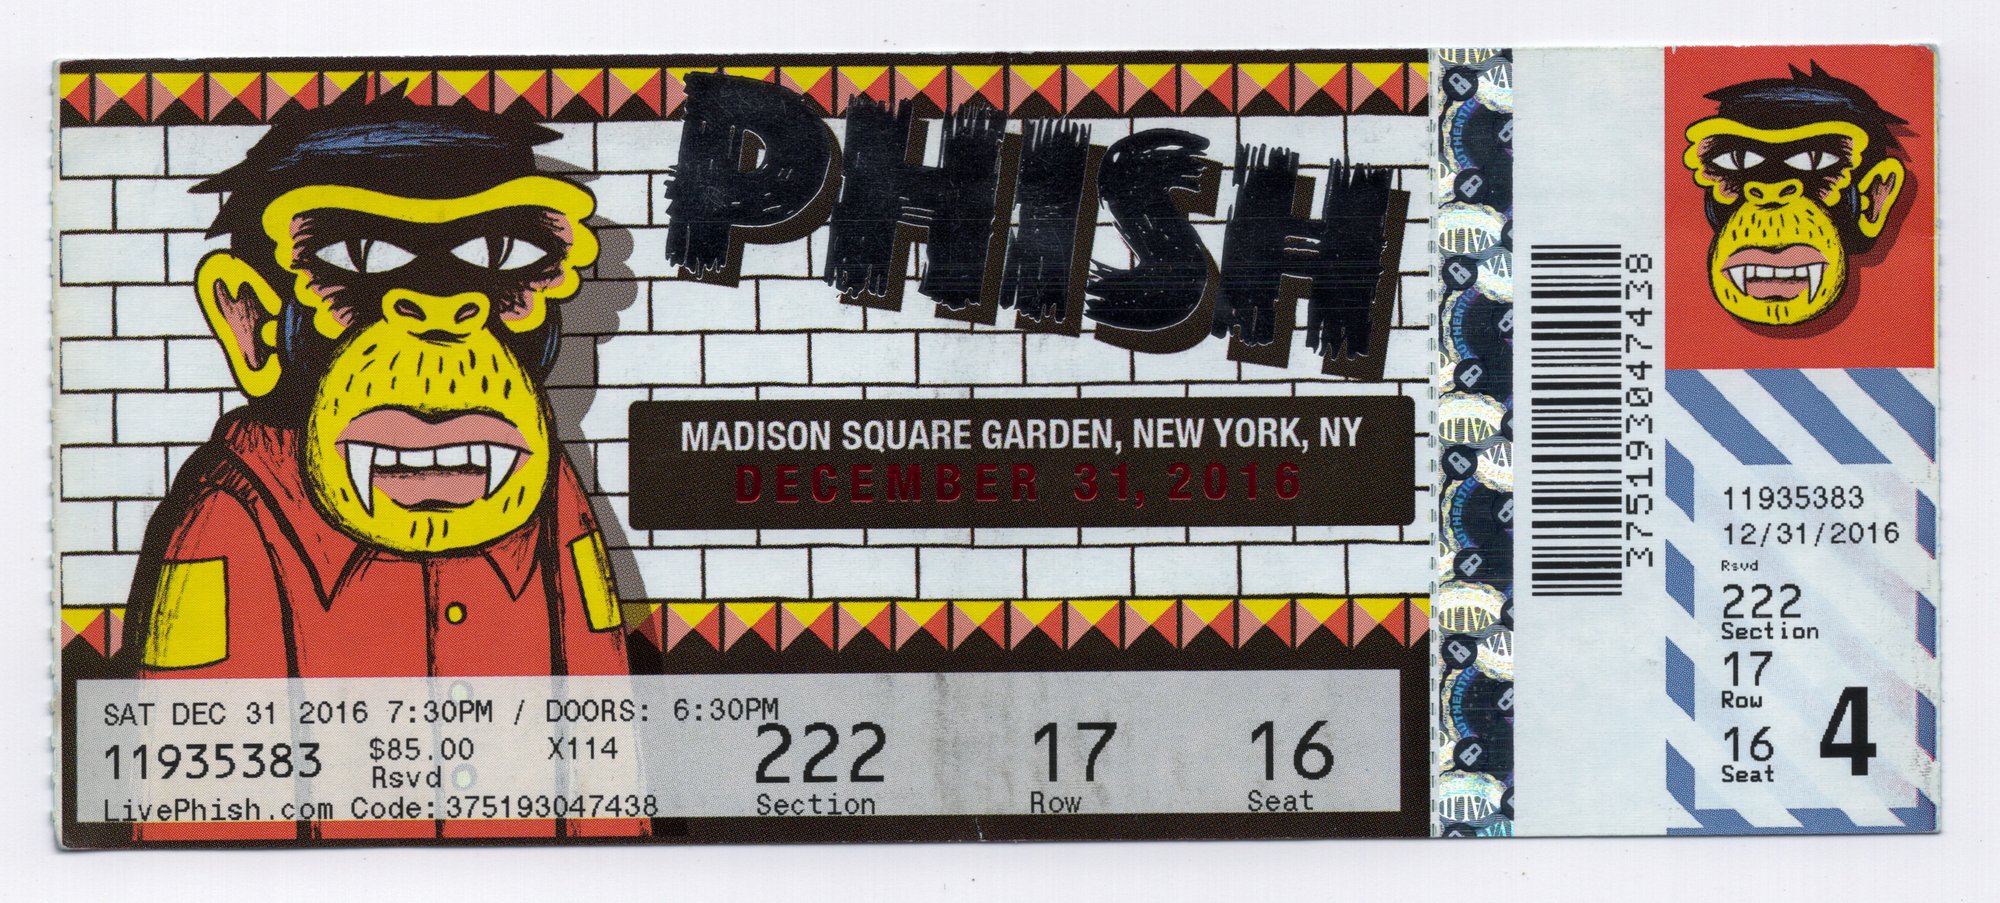 PHISH
MADISON SQUARE GARDEN, NEW YORK, NY
DECEMBER 31, 2016
SAT DEC 31 2016 7:30PM / DOORS: 6:30PM
11935383 $85.00 X114
Rsvd
LivePhish.com Code: 375193047438
222 17 16
Section Row Seat
AUTHENTIC
VALID
375193047438
11935383
12/31/2016
Rsvd
222
Section
17
Row
16
Seat
4